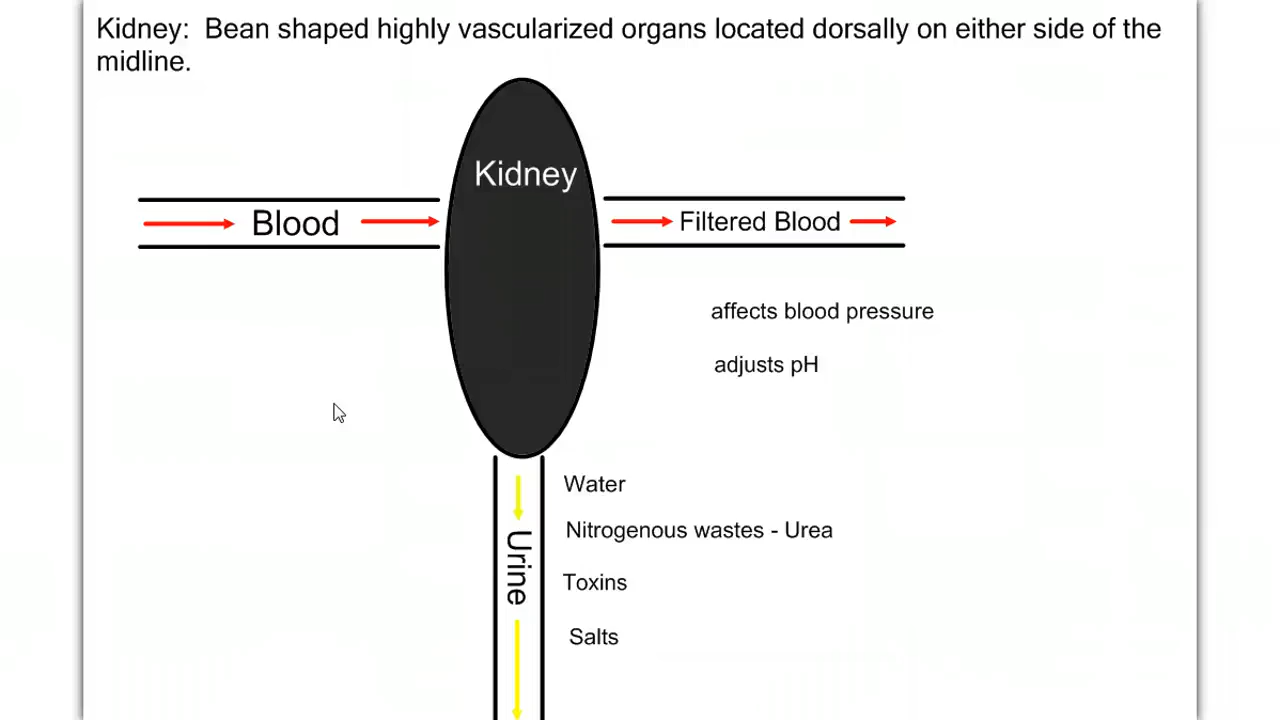 Kidney:  Bean shaped highly vascularized organs located dorsally on either side of the
midline.
Kidney
Blood
Filtered Blood
affects blood pressure
adjusts pH
Water
Nitrogenous wastes - Urea
Urine
Toxins
Salts